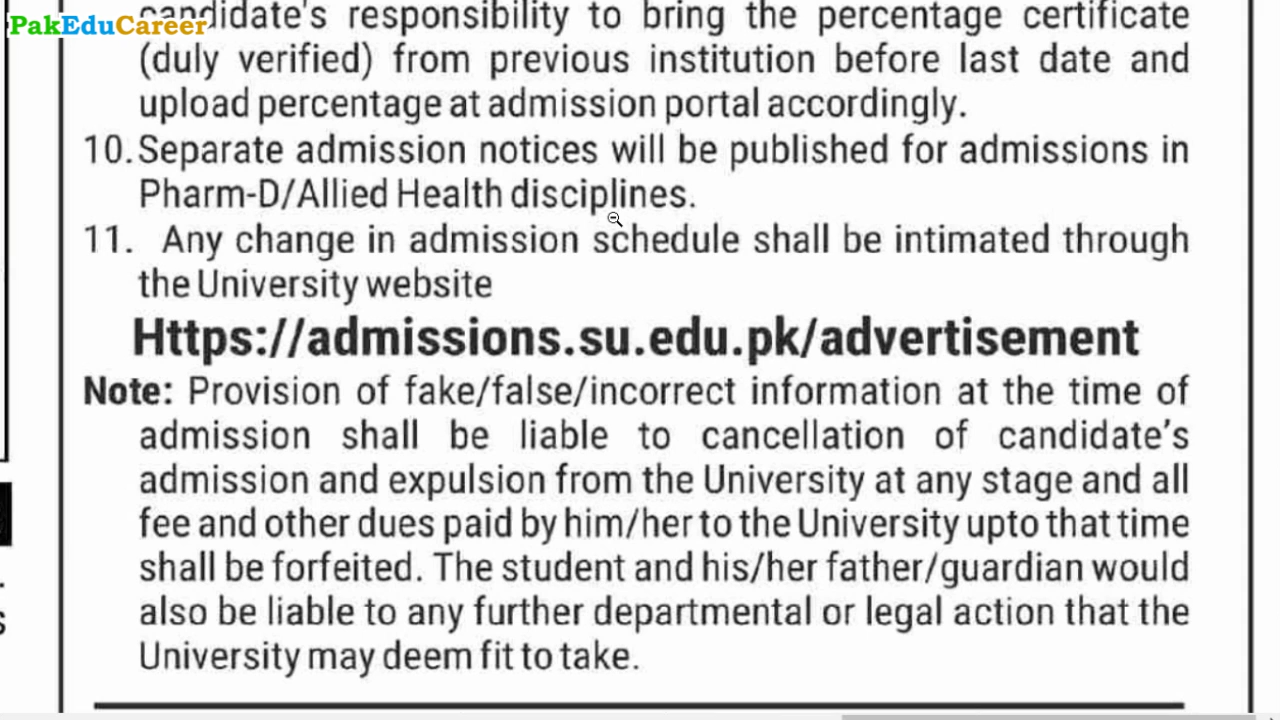 PakEduCareer
candidate's responsibility to bring the percentage certificate
(duly verified) from previous institution before last date and
upload percentage at admission portal accordingly.
10. Separate admission notices will be published for admissions in
Pharm-D/Allied Health disciplines.
11. Any change in admission schedule shall be intimated through
the University website
Https://admissions.su.edu.pk/advertisement
Note: Provision of fake/false/incorrect information at the time of
admission shall be liable to cancellation of candidate's
admission and expulsion from the University at any stage and all
fee and other dues paid by him/her to the University upto that time
shall be forfeited. The student and his/her father/guardian would
also be liable to any further departmental or legal action that the
University may deem fit to take.